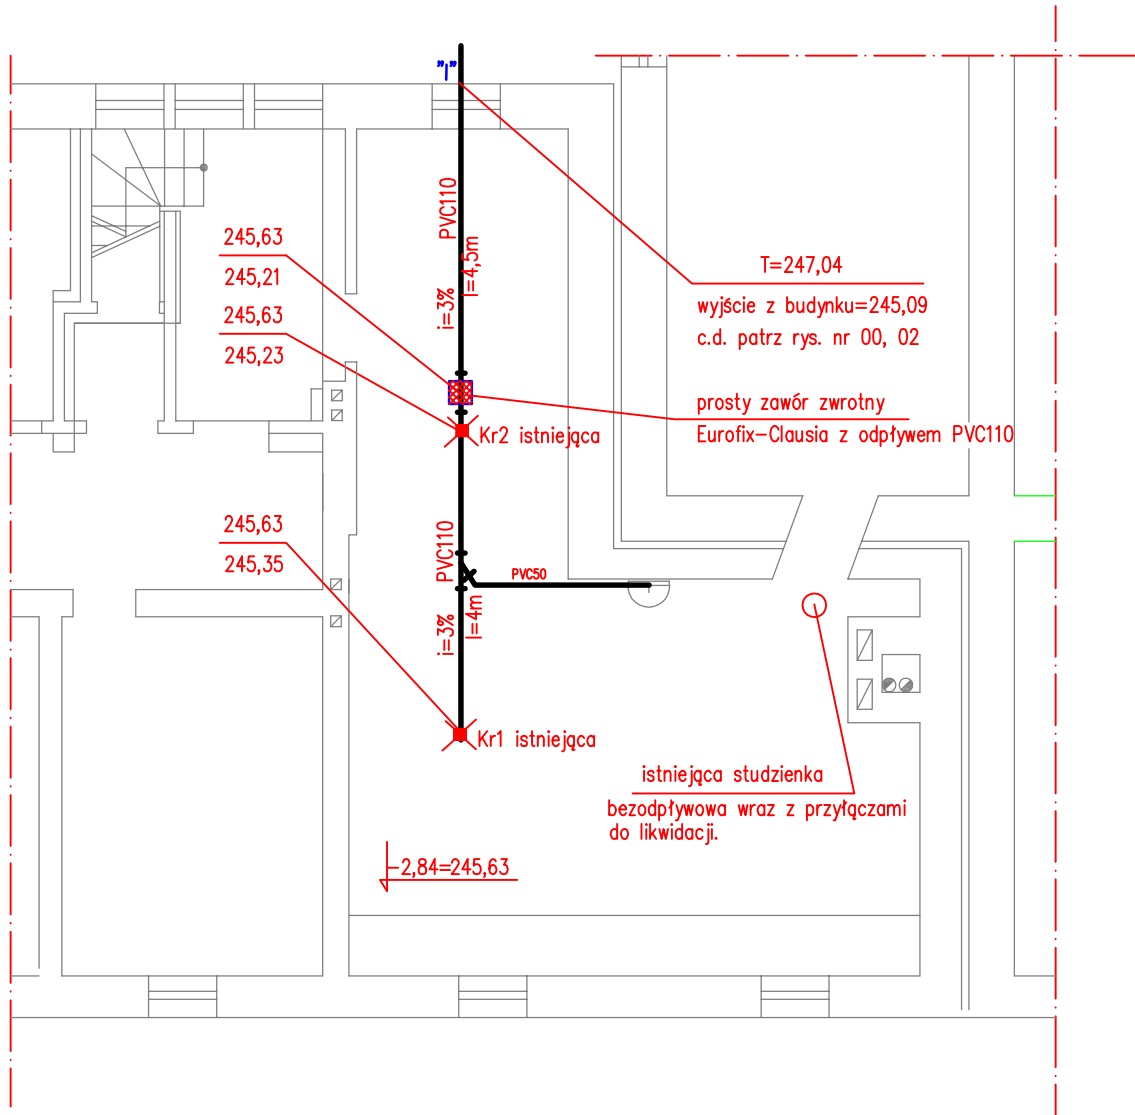 "I"
PVC110
l=4,5m
i=3%
245,63
245,21
245,63
245,23
T=247,04
wyjście z budynku=245,09
c.d. patrz rys. nr 00, 02
prosty zawór zwrotny
Eurofix-Clausia z odpływem PVC110
Kr2 istniejąca
245,63
245,35
PVC110
PVC50
l=4m
i=3%
Kr1 istniejąca
istniejąca studzienka
bezodpływowa wraz z przyłączami
do likwidacji.
-2,84=245,63